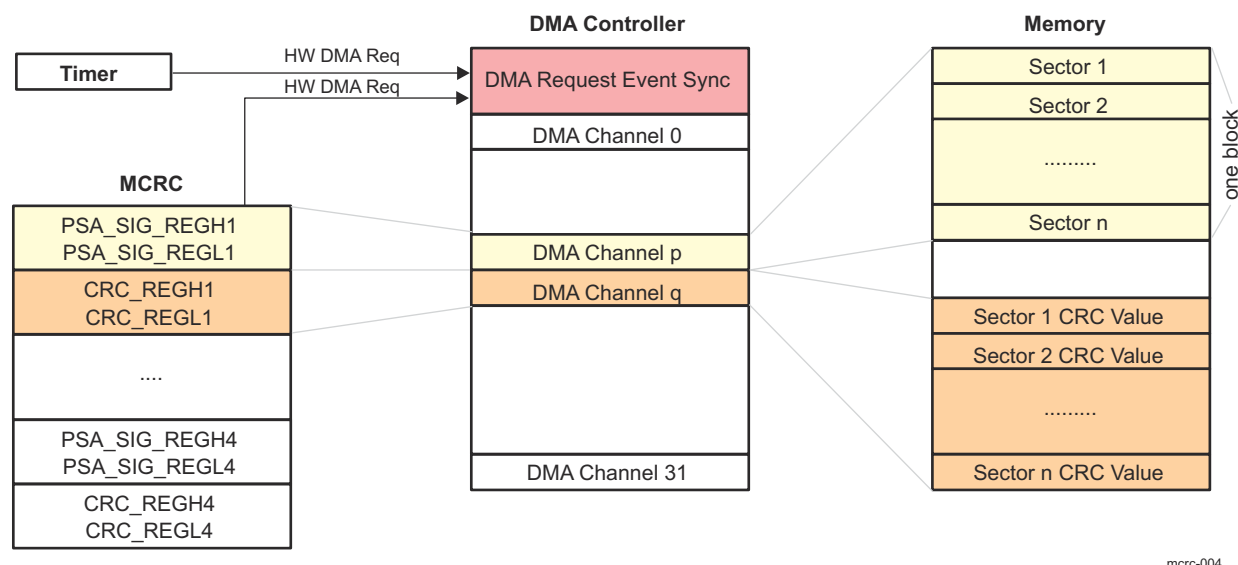 DMA Controller
Memory
Timer
HW DMA Req
HW DMA Req
DMA Request Event Sync
DMA Channel 0
DMA Channel p
DMA Channel q
DMA Channel 31
MCRC
PSA_SIG_REGH1
PSA_SIG_REGL1
CRC_REGH1
CRC_REGL1
....
PSA_SIG_REGH4
PSA_SIG_REGL4
CRC_REGH4
CRC_REGL4
Sector 1
Sector 2
.........
Sector n
one block
Sector 1 CRC Value
Sector 2 CRC Value
.........
Sector n CRC Value
mcrc-004